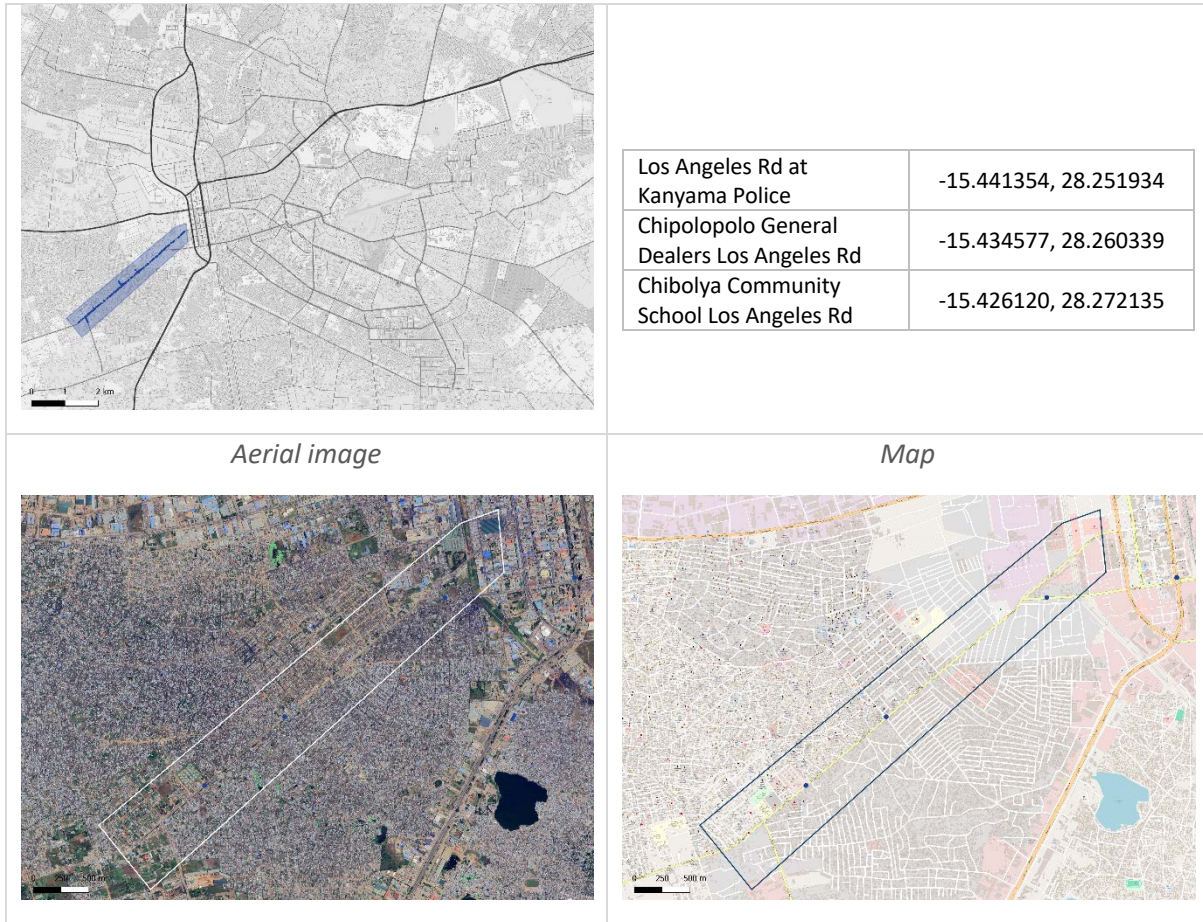 0 1 2 km
Los Angeles Rd at
Kanyama Police
-15.441354, 28.251934
Chipolopolo General
Dealers Los Angeles Rd
-15.434577, 28.260339
Chibolya Community
School Los Angeles Rd
-15.426120, 28.272135
Aerial image
Map
0 250 500 m
0 250 500 m